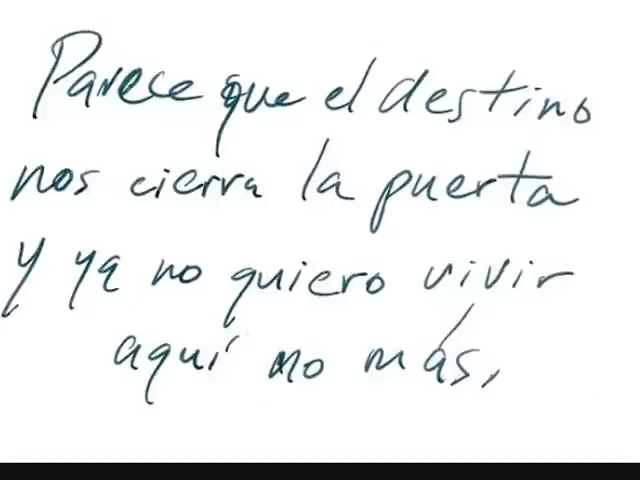 Parece que el destino
nos cierra la puerta
y ya no quiero vivir
aquí no más,